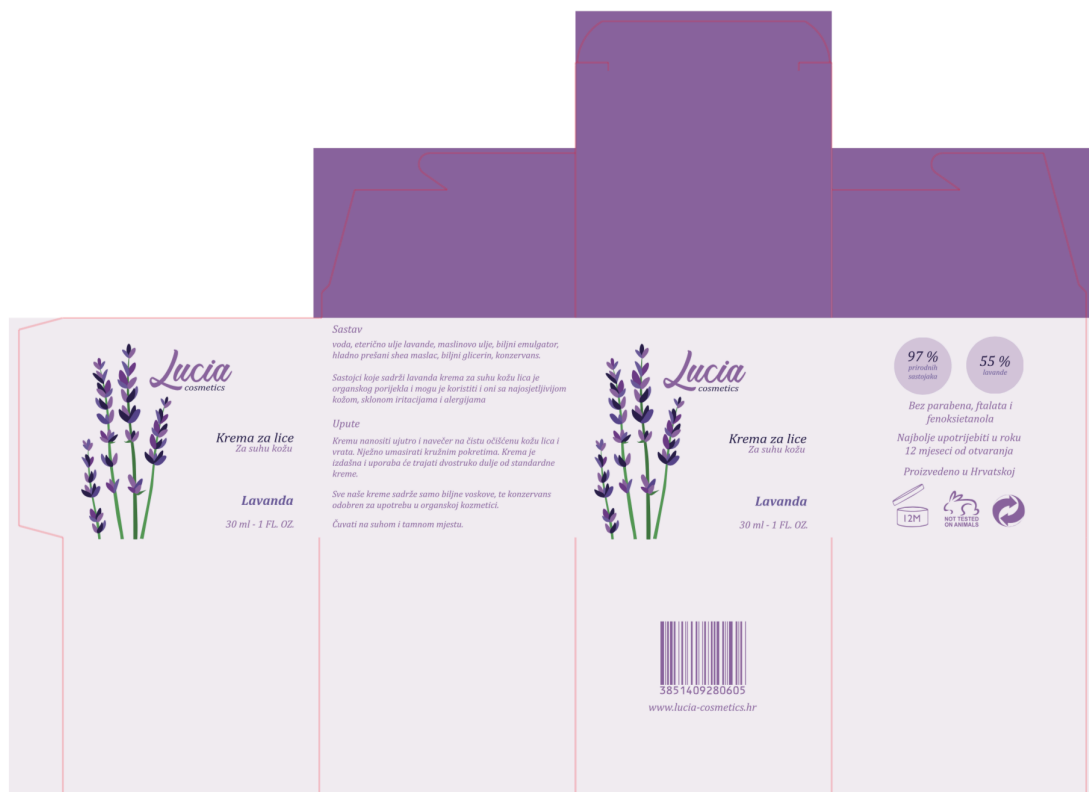 Lucia
cosmetics
Krema za lice
Za suhu kožu
Lavanda
30 ml - 1 FL. OZ.
Sastav
voda, eterično ulje lavande, maslinovo ulje, biljni emulgator,
hladno prešani shea maslac, biljni glicerin, konzervans.
Sastojci koje sadrži lavanda krema za suhu kožu lica je
organskog porijekla i mogu je koristiti i oni sa najosjetljivijom
kožom, sklonom iritacijama i alergijama
Upute
Kremu nanositi ujutro i navečer na čistu očišćemu kožu lica i
vrata. Nježno umasirati kružnim pokretima. Krema je
izdašna i uporaba će trajati dvostruko dulje od standardne
kreme.
Sve naše kreme sadrže samo biljne voskove, te konzervans
odobren za upotrebu u organskoj kozmetici.
Čuvati na suhom i tamnom mjestu.
Lucia
cosmetics
Krema za lice
Za suhu kožu
Lavanda
30 ml - 1 FL. OZ.
3851409280605
www.lucia-cosmetics.hr
97 %
prirodnih
sastojaka
55 %
lavande
Bez parabena, ftalata i
fenoksietanola
Najbolje upotrijebiti u roku
12 mjeseci od otvaranja
Proizvedeno u Hrvatskoj
12M
NOT TESTED
ON ANIMALS